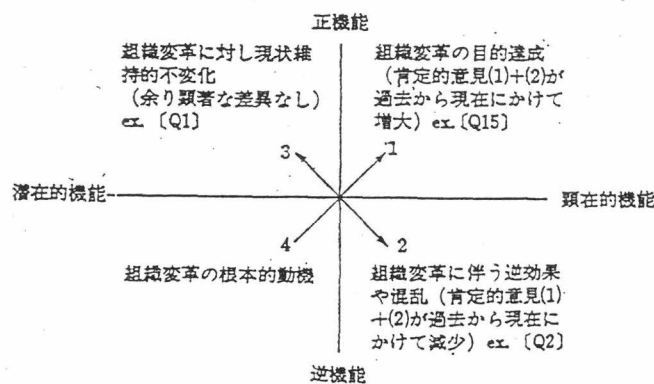 正機能
組織変革に対し現状維
持的不変化
(余り顕著な差異なし)
ex. 〔Q1〕
組織変革の目的達成
(肯定的意見(1)+(2)が
過去から現在にかけて
増大) ex. 〔Q15〕
3
1
潜在的機能
顕在的機能
4
2
組織変革の根本的動機
組織変革に伴う逆効果
や混乱 (肯定的意見(1)
+(2)が過去から現在に
かけて減少) ex. 〔Q2〕
逆機能